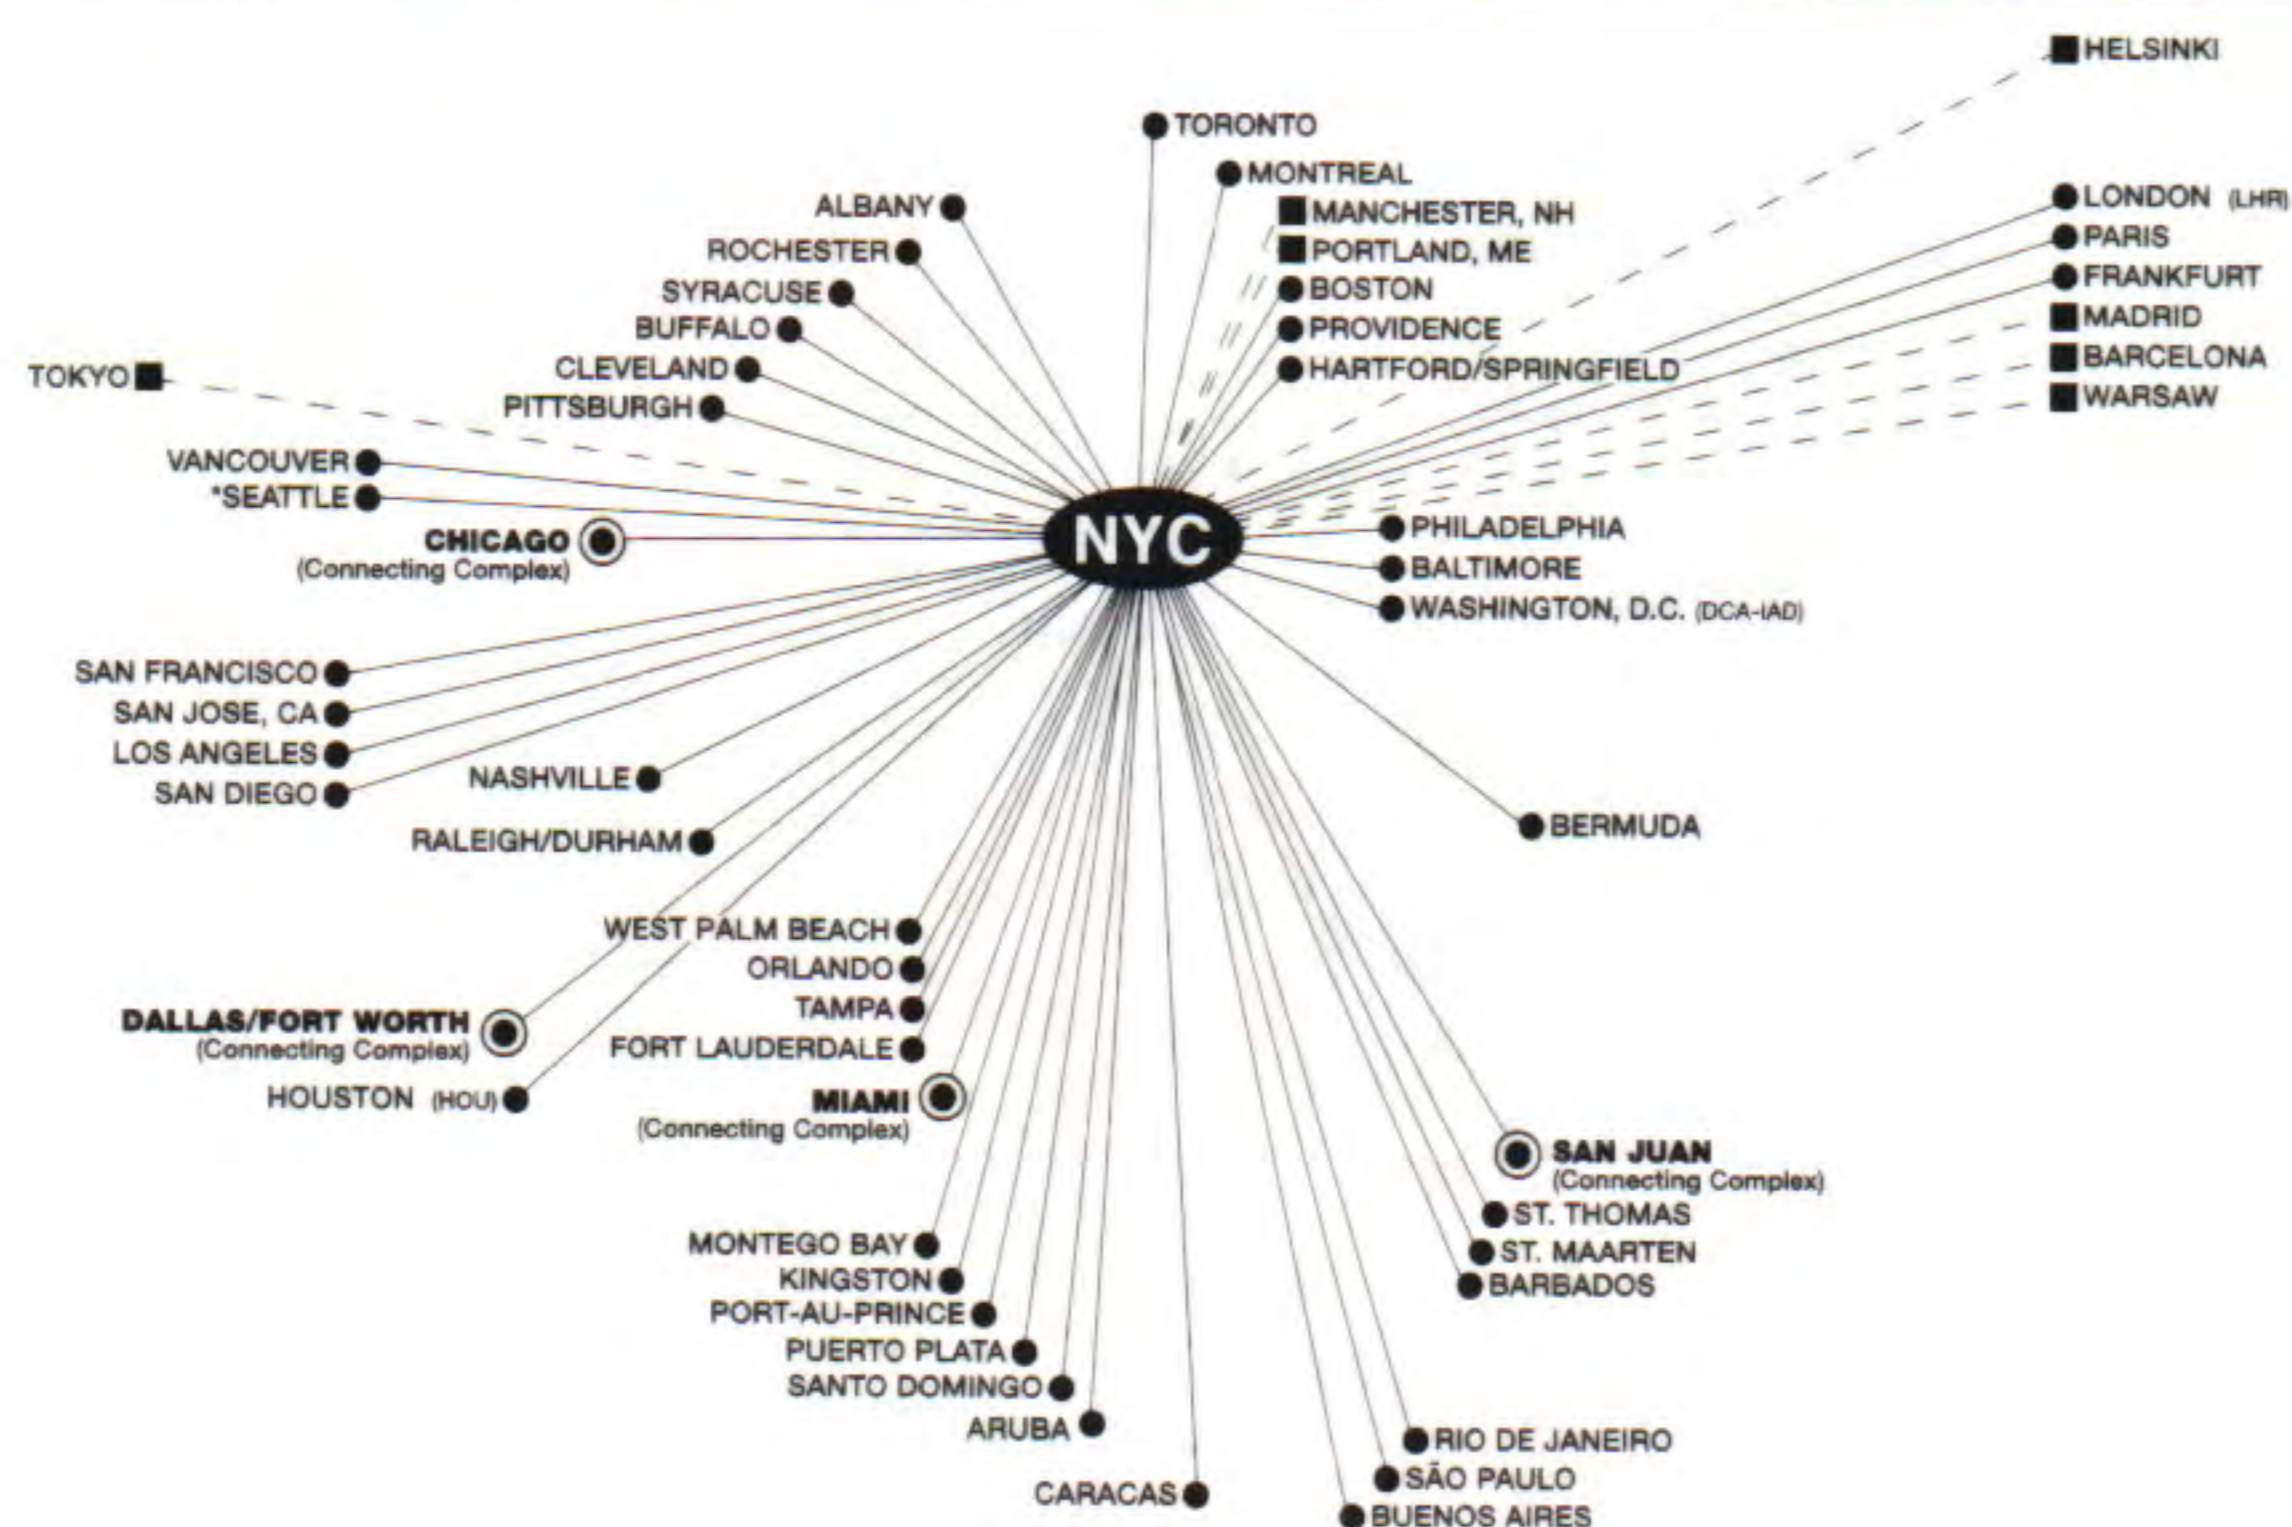 HELSINKI
TORONTO
MONTREAL
ALBANY
MANCHESTER, NH
LONDON (LHR)
PARIS
ROCHESTER
PORTLAND, ME
FRANKFURT
SYRACUSE
BOSTON
MADRID
BUFFALO
PROVIDENCE
BARCELONA
CLEVELAND
HARTFORD/SPRINGFIELD
TOKYO
WARSAW
PITTSBURGH
VANCOUVER
*SEATTLE
CHICAGO
(Connecting Complex)
NYC
PHILADELPHIA
BALTIMORE
WASHINGTON, D.C. (DCA-IAD)
SAN FRANCISCO
SAN JOSE, CA
LOS ANGELES
SAN DIEGO
NASHVILLE
RALEIGH/DURHAM
BERMUDA
WEST PALM BEACH
ORLANDO
TAMPA
FORT LAUDERDALE
DALLAS/FORT WORTH
(Connecting Complex)
HOUSTON (HOU)
MIAMI
(Connecting Complex)
SAN JUAN
(Connecting Complex)
ST. THOMAS
ST. MAARTEN
BARBADOS
MONTEGO BAY
KINGSTON
PORT-AU-PRINCE
PUERTO PLATA
SANTO DOMINGO
ARUBA
CARACAS
RIO DE JANEIRO
SÃO PAULO
BUENOS AIRES